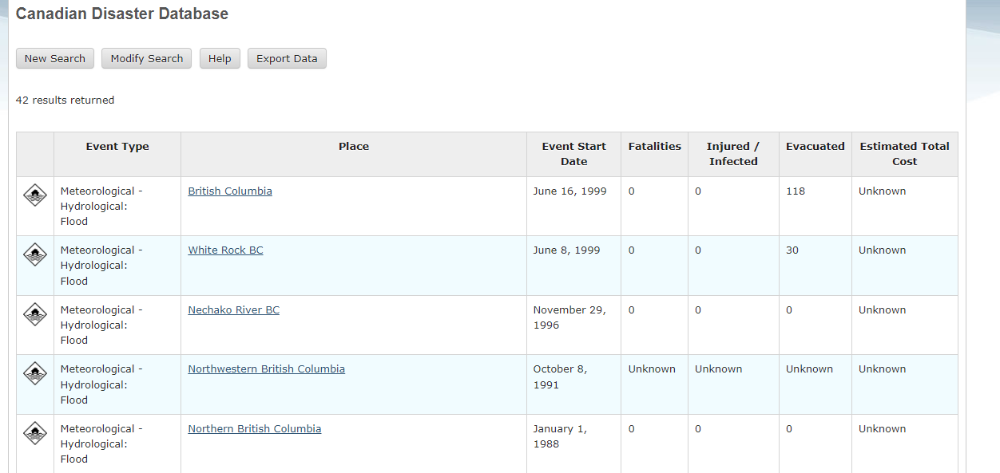 Canadian Disaster Database
New Search Modify Search Help Export Data
42 results returned
Event Type Place Event Start Date Fatalities Injured / Infected Evacuated Estimated Total Cost
Meteorological - Hydrological: Flood British Columbia June 16, 1999 0 0 118 Unknown
Meteorological - Hydrological: Flood White Rock BC June 8, 1999 0 0 30 Unknown
Meteorological - Hydrological: Flood Nechako River BC November 29, 1996 0 0 0 Unknown
Meteorological - Hydrological: Flood Northwestern British Columbia October 8, 1991 Unknown Unknown Unknown Unknown
Meteorological - Hydrological: Flood Northern British Columbia January 1, 1988 0 0 0 Unknown